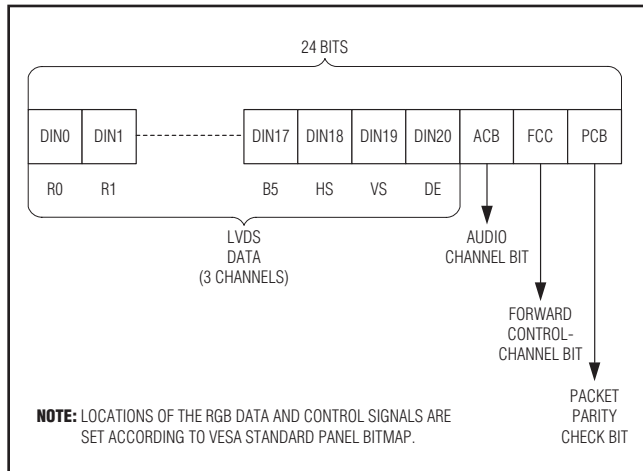 24 BITS
DIN0 DIN1 DIN17 DIN18 DIN19 DIN20 ACB FCC PCB
R0 R1 B5 HS VS DE
LVDS
DATA
(3 CHANNELS)
AUDIO
CHANNEL BIT
FORWARD
CONTROL-
CHANNEL BIT
PACKET
PARITY
CHECK BIT
NOTE: LOCATIONS OF THE RGB DATA AND CONTROL SIGNALS ARE
SET ACCORDING TO VESA STANDARD PANEL BITMAP.